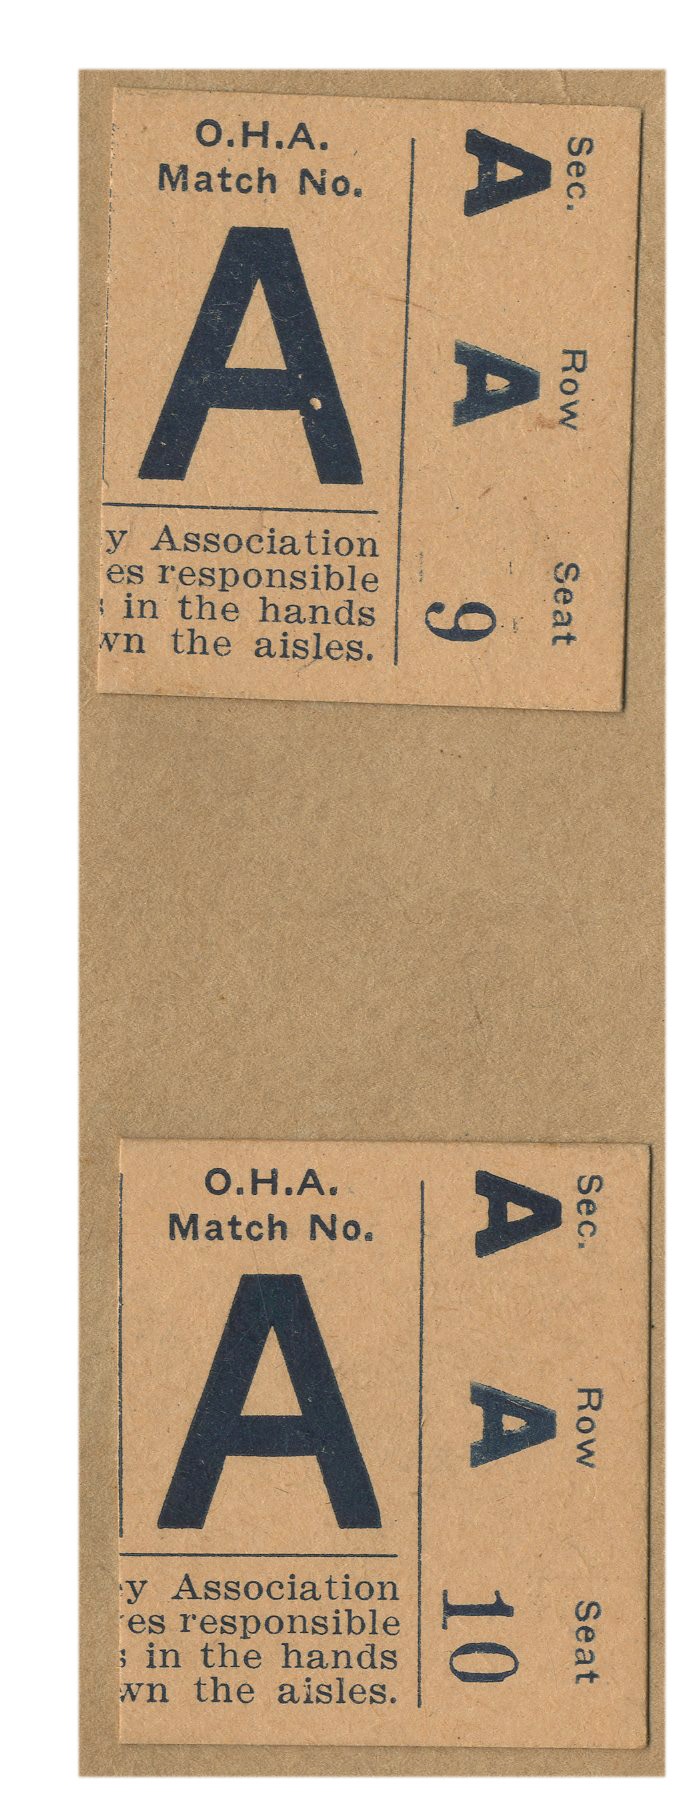 O.H.A.
Match No.
A
y Association
es responsible
in the hands
wn the aisles.
Sec. Row Seat
A A 9
O.H.A.
Match No.
A
y Association
es responsible
in the hands
wn the aisles.
Sec. Row Seat
A A 10